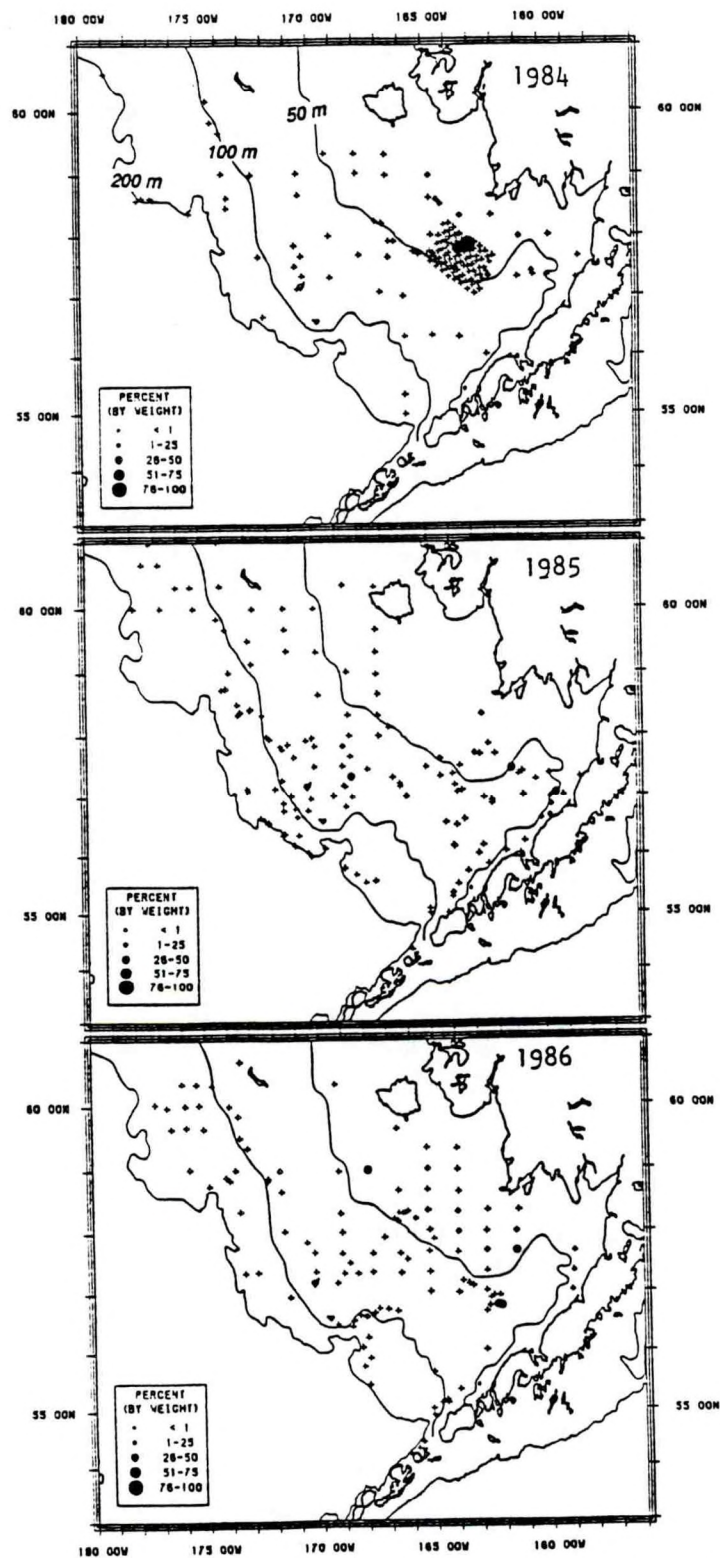 180 00W 175 00W 170 00W 165 00W 160 00W
1984
60 00N 60 00N
50 m
100 m
200 m
PERCENT
(BY WEIGHT)
< 1
1-25
26-50
51-75
76-100
55 00N 55 00N
1985
60 00N 60 00N
PERCENT
(BY WEIGHT)
< 1
1-25
26-50
51-75
76-100
55 00N 55 00N
1986
60 00N 60 00N
PERCENT
(BY WEIGHT)
< 1
1-25
26-50
51-75
76-100
55 00N 55 00N
180 00W 175 00W 170 00W 165 00W 160 00W